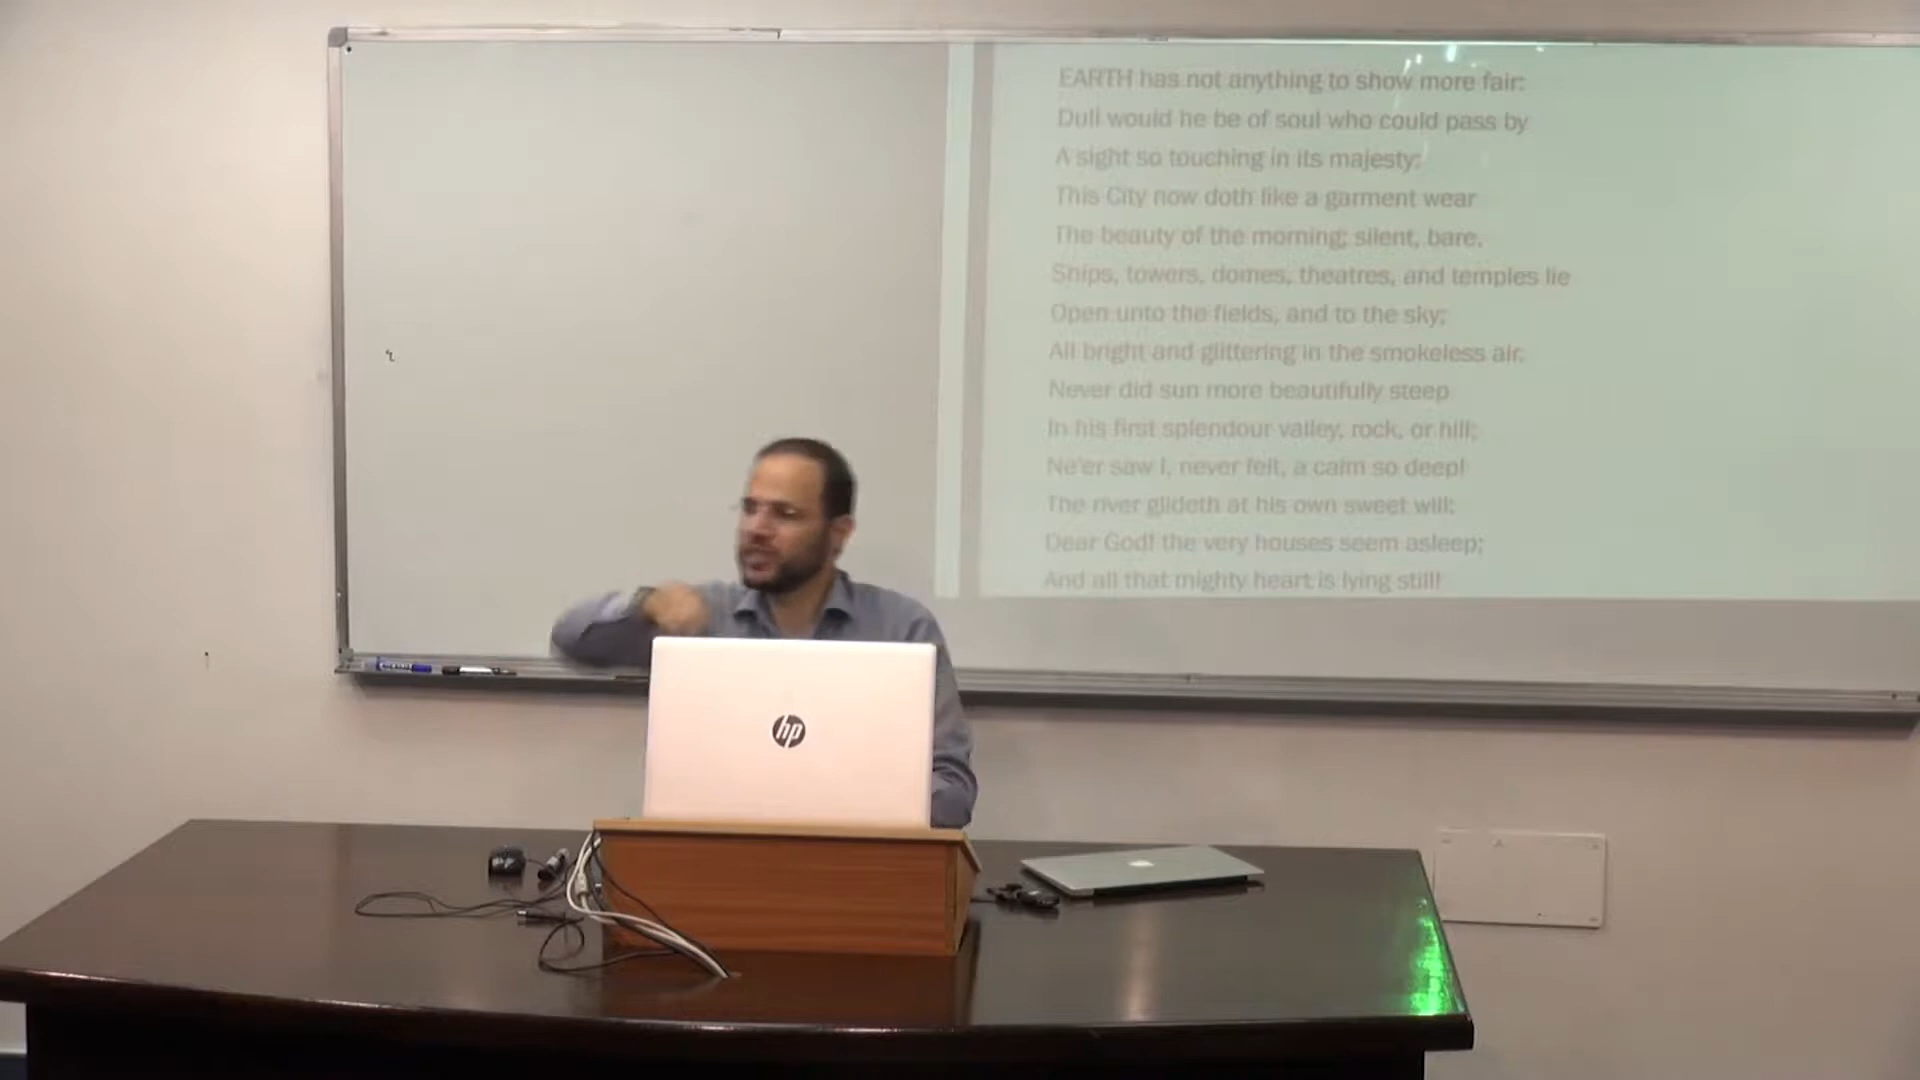 EARTH has not anything to show more fair:
Dull would he be of soul who could pass by
A sight so touching in its majesty:
This City now doth like a garment wear
The beauty of the morning; silent, bare,
Ships, towers, domes, theatres, and temples lie
Open unto the fields, and to the sky;
All bright and glittering in the smokeless air.
Never did sun more beautifully steep
In his first splendour valley, rock, or hill;
Ne'er saw I, never felt, a calm so deep!
The river glideth at his own sweet will:
Dear God! the very houses seem asleep;
And all that mighty heart is lying still!
hp